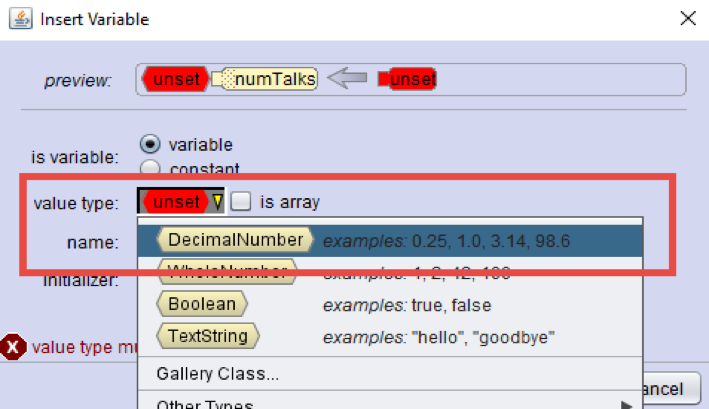 Insert Variable
preview: unset numTalks unset
is variable: variable
constant
value type: unset is array
DecimalNumber examples: 0.25, 1.0, 3.14, 98.6
name:
WholeNumber examples: 1, 2, 42, 100
initializer:
Boolean examples: true, false
TextString examples: "hello", "goodbye"
X value type mu
Gallery Class...
ancel
Other Types